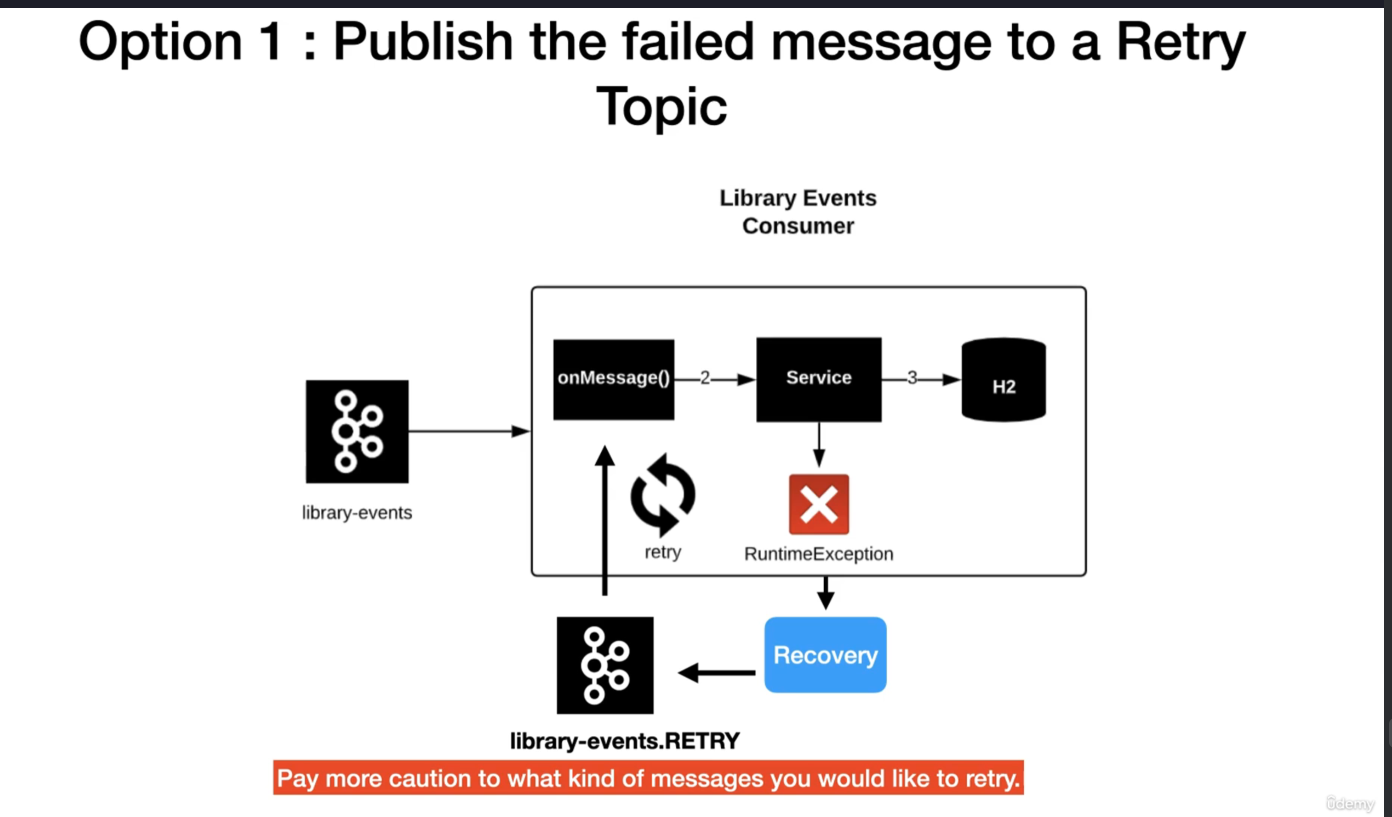 Option 1 : Publish the failed message to a Retry
Topic
Library Events
Consumer
onMessage()
2
Service
3
H2
library-events
retry
RuntimeException
Recovery
library-events.RETRY
Pay more caution to what kind of messages you would like to retry.
ûdemy